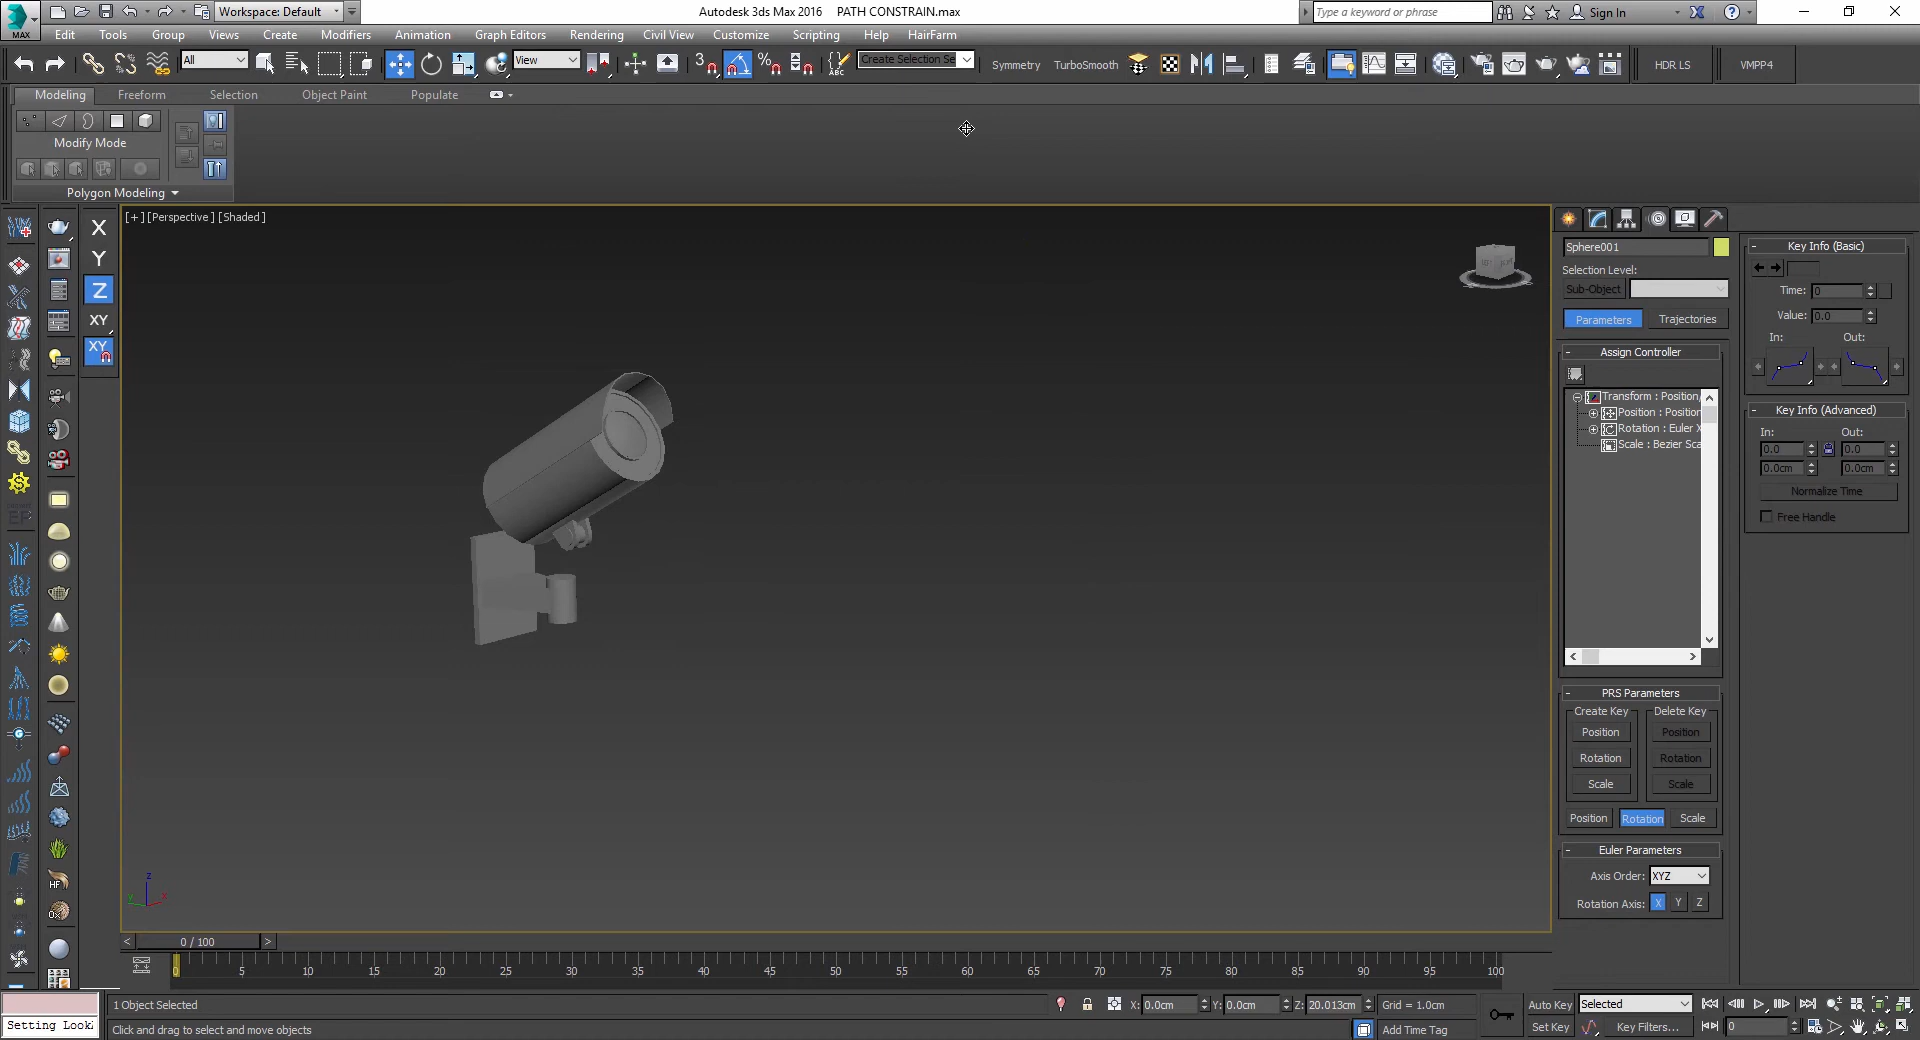 MAX
Workspace: Default
Autodesk 3ds Max 2016 PATH CONSTRAIN.max
Type a keyword or phrase
Sign In
Edit Tools Group Views Create Modifiers Animation Graph Editors Rendering Civil View Customize Scripting Help HairFarm
All
View
3
%
ABC
Create Selection Se
Symmetry
TurboSmooth
HDR LS
VMPP4
Modeling Freeform Selection Object Paint Populate
Modify Mode
Polygon Modeling
X
Y
Z
XY
XY
HF
Ox
[+] [Perspective ] [Shaded ]
z
x
Sphere001
Selection Level:
Sub-Object
Parameters Trajectories
- Assign Controller
Transform : Position/
Position : Position
Rotation : Euler X
Scale : Bezier Sca
- PRS Parameters
Create Key Delete Key
Position Position
Rotation Rotation
Scale Scale
Position Rotation Scale
- Euler Parameters
Axis Order: XYZ
Rotation Axis: X Y Z
- Key Info (Basic)
Time: 0
Value: 0.0
In: Out:
- Key Info (Advanced)
In: Out:
0.0 0.0
0.0cm 0.0cm
Normalize Time
Free Handle
< 0 / 100 >
0 5 10 15 20 25 30 35 40 45 50 55 60 65 70 75 80 85 90 95 100
1 Object Selected
X: 0.0cm Y: 0.0cm Z: 20.013cm Grid = 1.0cm
Auto Key Selected
Setting Look
Click and drag to select and move objects
Add Time Tag
Set Key Key Filters... 0